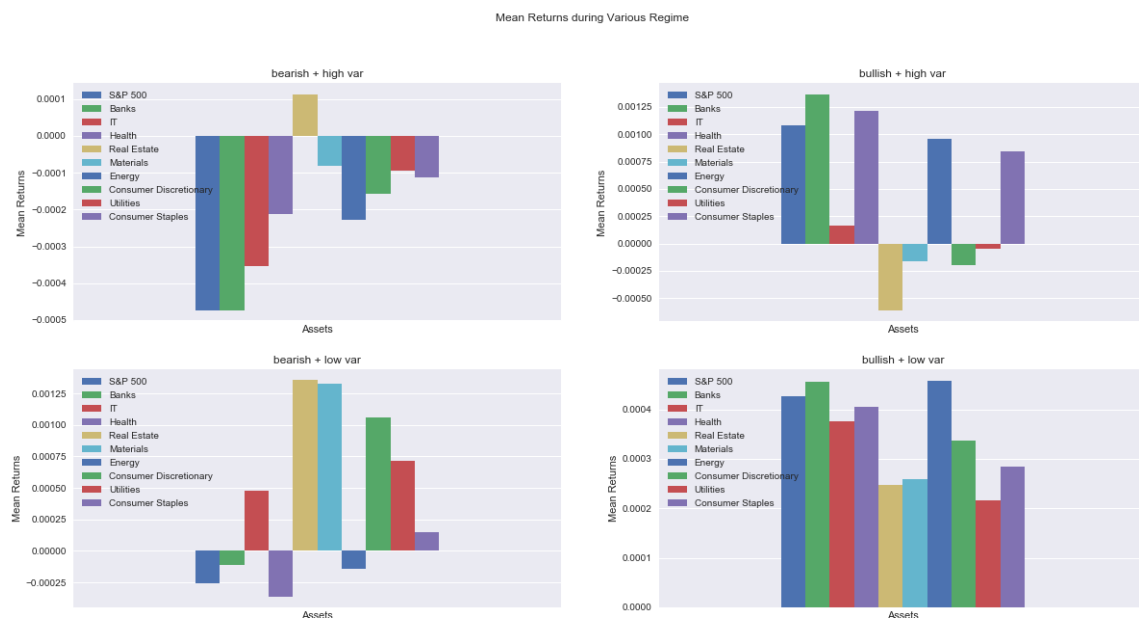 Mean Returns during Various Regime
bearish + high var
0.0001
0.0000
−0.0001
−0.0002
−0.0003
−0.0004
−0.0005
Mean Returns
S&P 500
Banks
IT
Health
Real Estate
Materials
Energy
Consumer Discretionary
Utilities
Consumer Staples
Assets
bullish + high var
0.00125
0.00100
0.00075
0.00050
0.00025
0.00000
−0.00025
−0.00050
Mean Returns
S&P 500
Banks
IT
Health
Real Estate
Materials
Energy
Consumer Discretionary
Utilities
Consumer Staples
Assets
bearish + low var
0.00125
0.00100
0.00075
0.00050
0.00025
0.00000
−0.00025
Mean Returns
S&P 500
Banks
IT
Health
Real Estate
Materials
Energy
Consumer Discretionary
Utilities
Consumer Staples
Assets
bullish + low var
0.0004
0.0003
0.0002
0.0001
0.0000
Mean Returns
S&P 500
Banks
IT
Health
Real Estate
Materials
Energy
Consumer Discretionary
Utilities
Consumer Staples
Assets